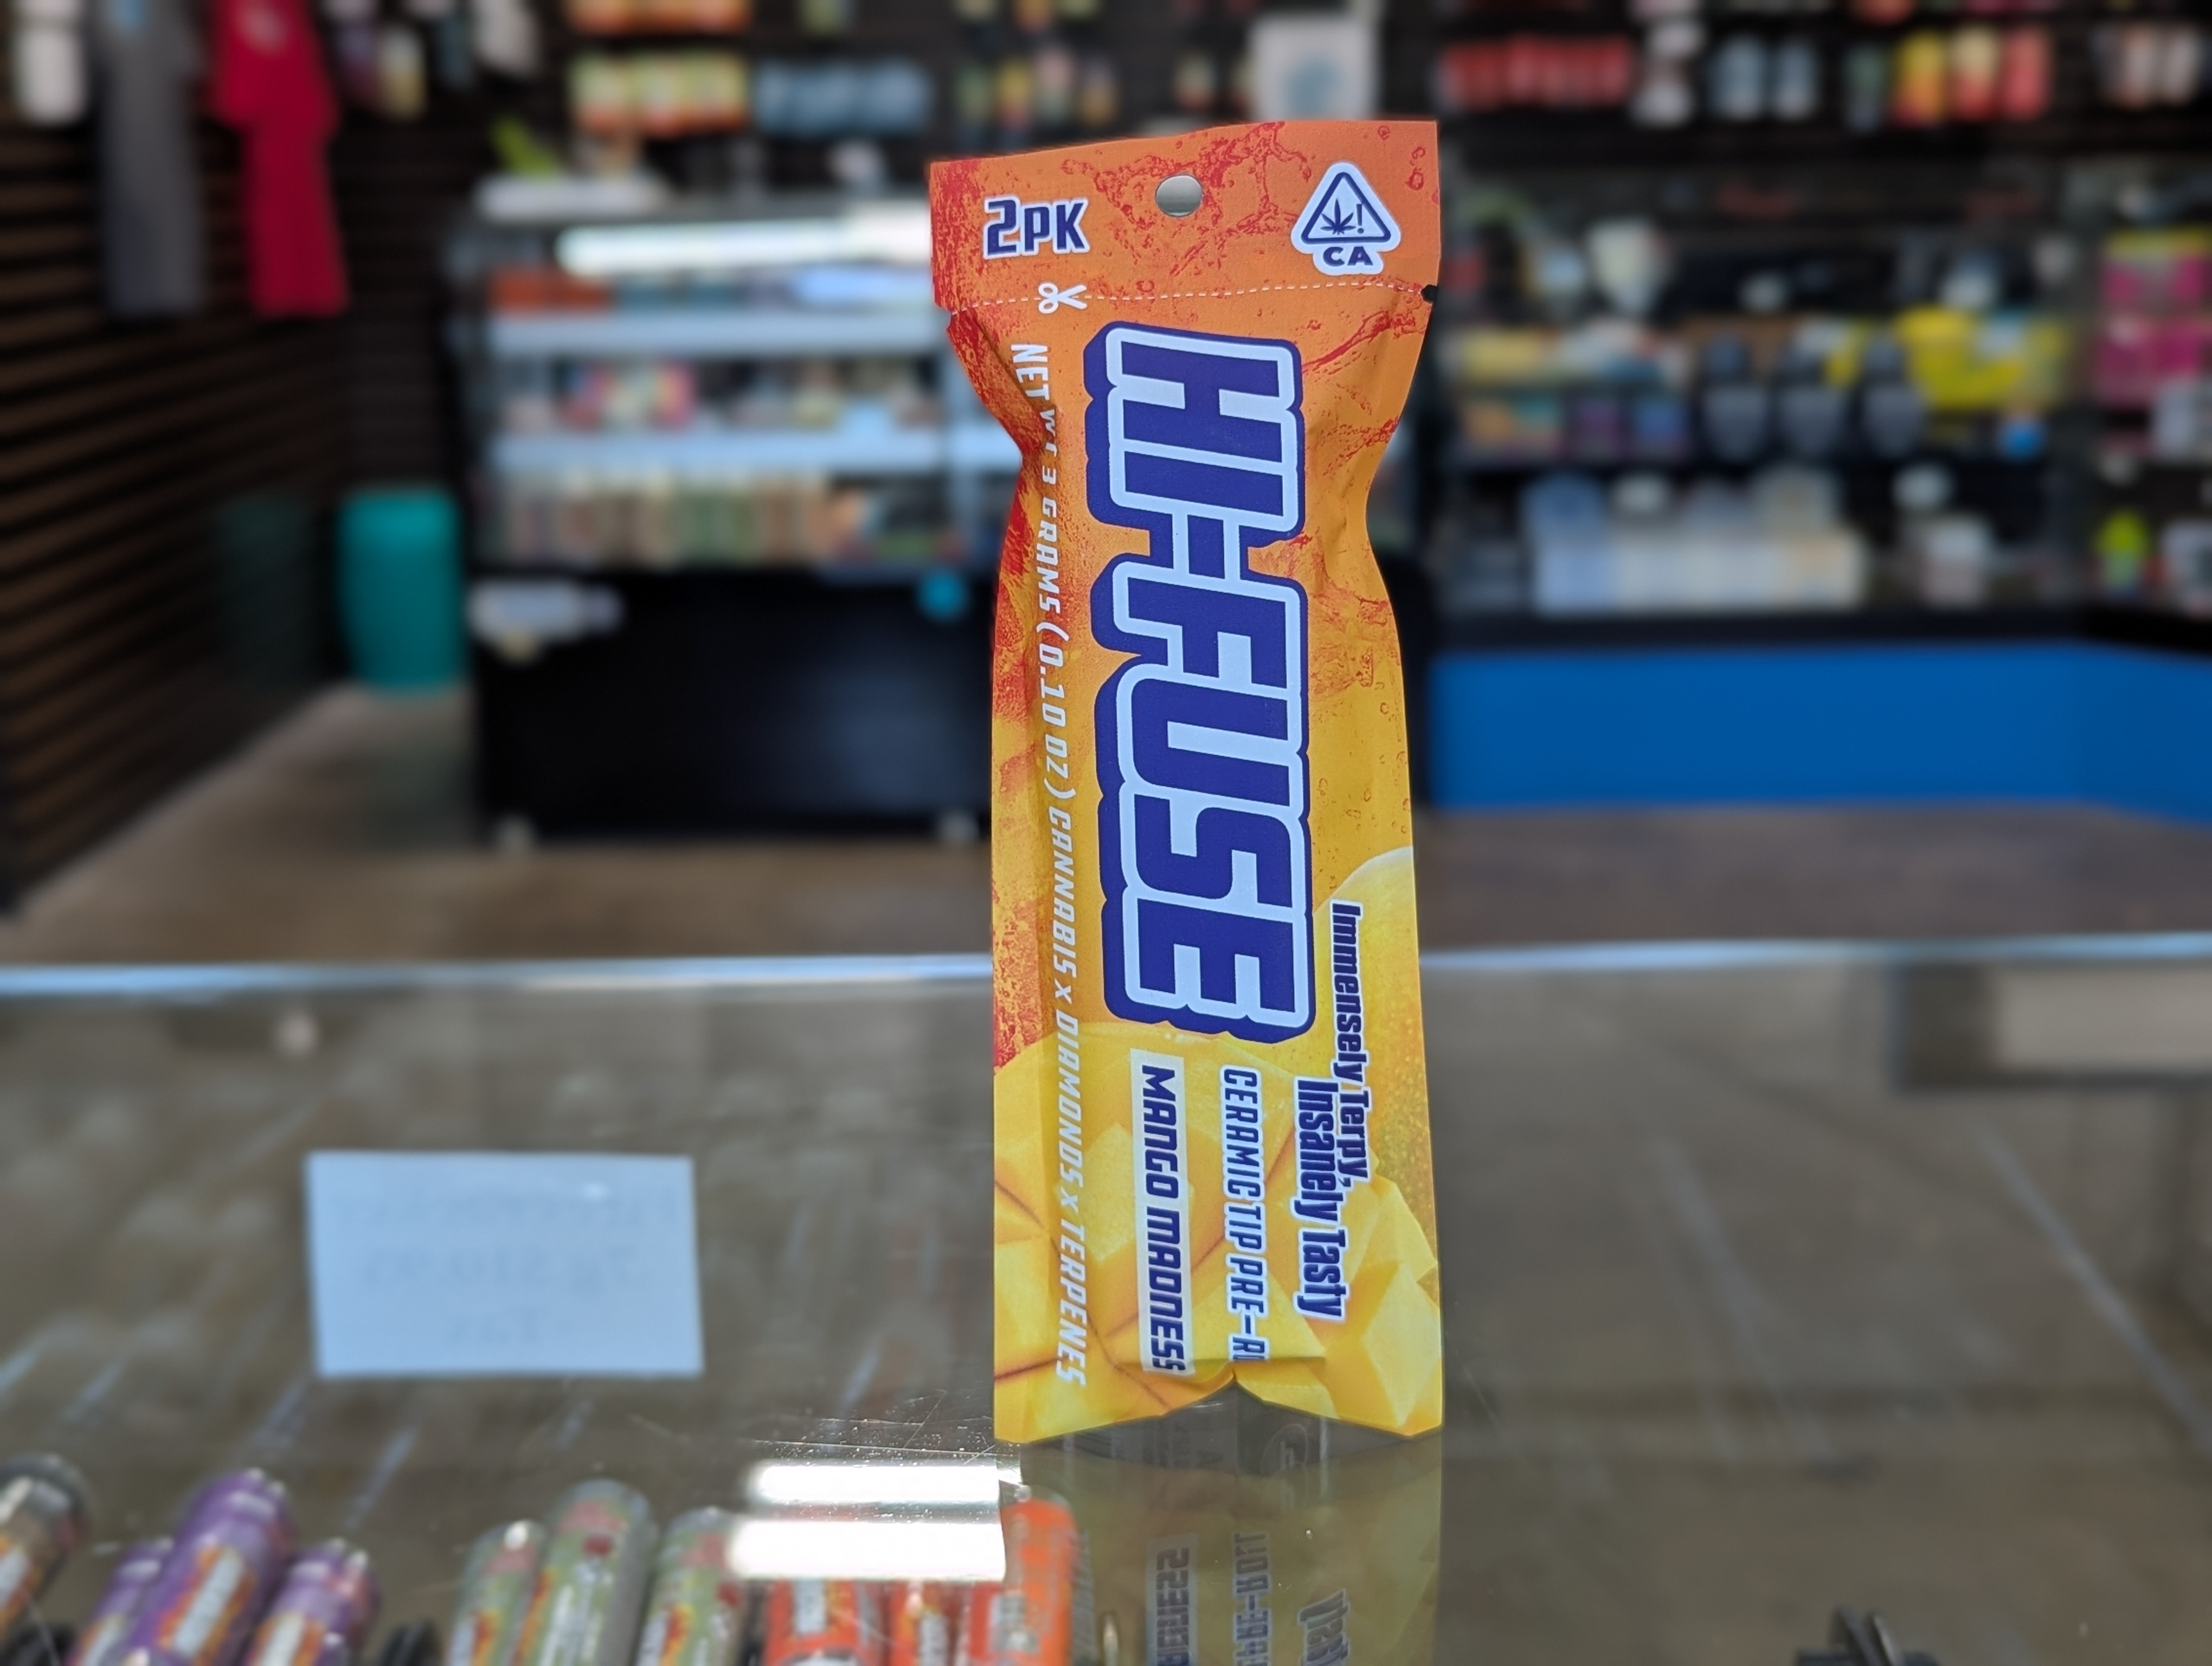 2PK
CA
HI-FUSE
Immensely Terpy,
Insanely Tasty
CERAMIC TIP PRE-R
MANGO MADNESS
NET WT 3 GRAMS (0.10 OZ) CANNABIS x DIAMONDS x TERPENES